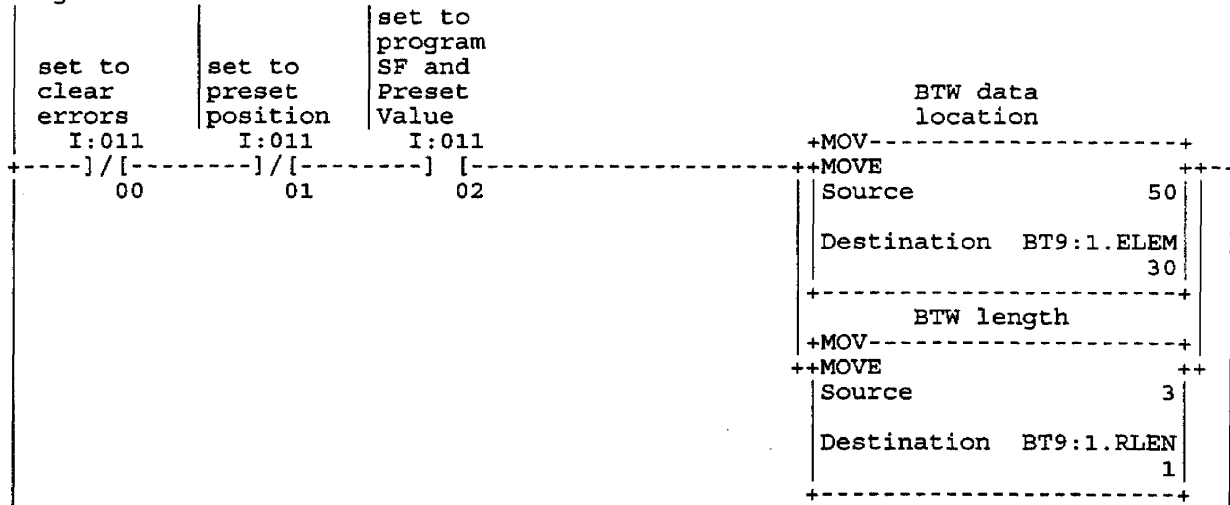 set to
program
set to set to SF and
clear preset Preset BTW data
errors position Value location
I:011 I:011 I:011 +MOV--------------------+
+----]/[--------]/[--------] [------------------++MOVE ++--
00 01 02 Source 50
Destination BT9:1.ELEM
30
+-------------------------+
BTW length
+MOV--------------------+
++MOVE ++
Source 3
Destination BT9:1.RLEN
1
+-------------------------+